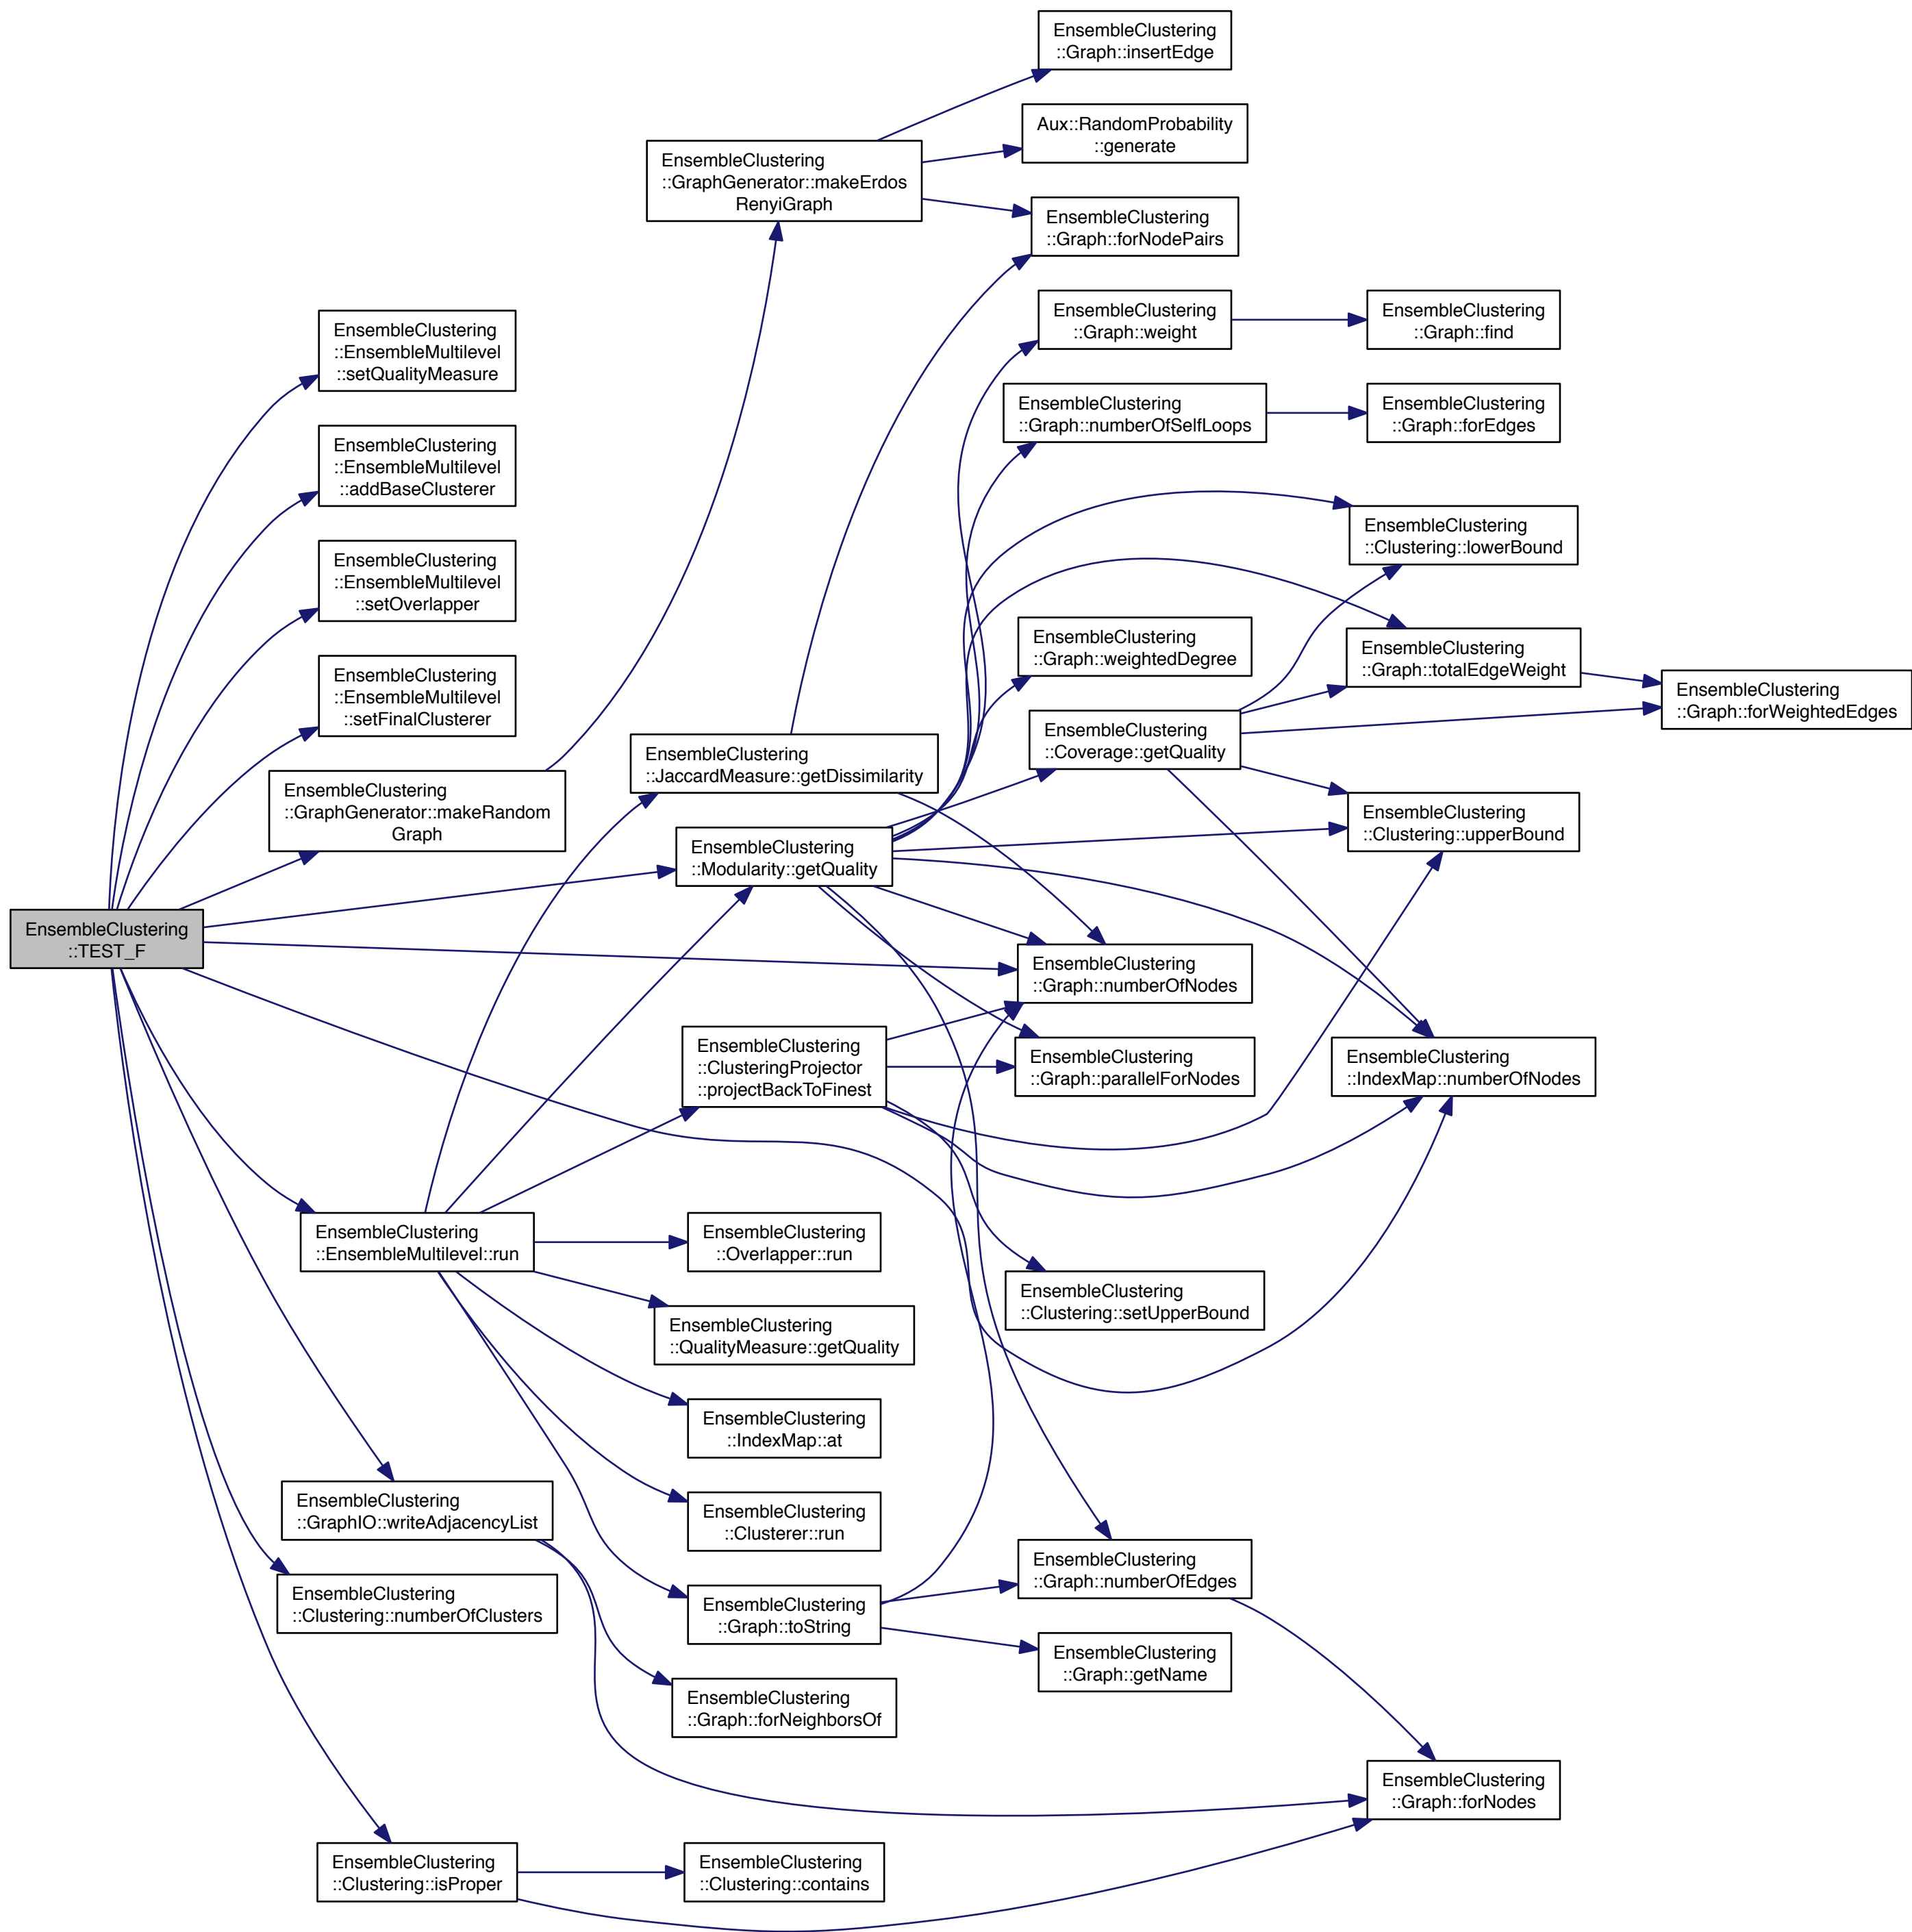 EnsembleClustering
::Graph::insertEdge
Aux::RandomProbability
::generate
EnsembleClustering
::GraphGenerator::makeErdos
RenyiGraph
EnsembleClustering
::Graph::forNodePairs
EnsembleClustering
::Graph::weight
EnsembleClustering
::Graph::find
EnsembleClustering
::EnsembleMultilevel
::setQualityMeasure
EnsembleClustering
::Graph::numberOfSelfLoops
EnsembleClustering
::Graph::forEdges
EnsembleClustering
::EnsembleMultilevel
::addBaseClusterer
EnsembleClustering
::Clustering::lowerBound
EnsembleClustering
::EnsembleMultilevel
::setOverlapper
EnsembleClustering
::Graph::weightedDegree
EnsembleClustering
::Graph::totalEdgeWeight
EnsembleClustering
::Graph::forWeightedEdges
EnsembleClustering
::EnsembleMultilevel
::setFinalClusterer
EnsembleClustering
::Coverage::getQuality
EnsembleClustering
::JaccardMeasure::getDissimilarity
EnsembleClustering
::GraphGenerator::makeRandom
Graph
EnsembleClustering
::Clustering::upperBound
EnsembleClustering
::Modularity::getQuality
EnsembleClustering
::TEST_F
EnsembleClustering
::Graph::numberOfNodes
EnsembleClustering
::ClusteringProjector
::projectBackToFinest
EnsembleClustering
::Graph::parallelForNodes
EnsembleClustering
::IndexMap::numberOfNodes
EnsembleClustering
::EnsembleMultilevel::run
EnsembleClustering
::Overlapper::run
EnsembleClustering
::Clustering::setUpperBound
EnsembleClustering
::QualityMeasure::getQuality
EnsembleClustering
::IndexMap::at
EnsembleClustering
::GraphIO::writeAdjacencyList
EnsembleClustering
::Clusterer::run
EnsembleClustering
::Graph::numberOfEdges
EnsembleClustering
::Clustering::numberOfClusters
EnsembleClustering
::Graph::toString
EnsembleClustering
::Graph::getName
EnsembleClustering
::Graph::forNeighborsOf
EnsembleClustering
::Graph::forNodes
EnsembleClustering
::Clustering::isProper
EnsembleClustering
::Clustering::contains